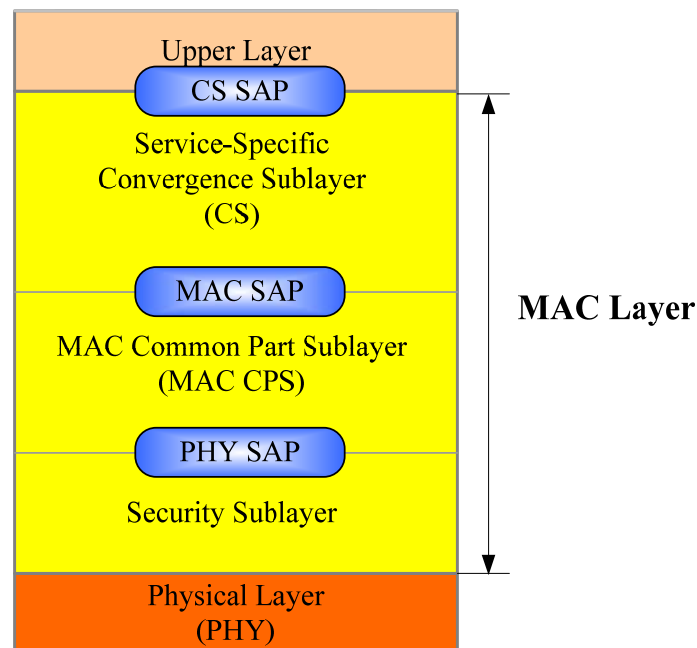 Upper Layer
CS SAP
Service-Specific
Convergence Sublayer
(CS)
MAC SAP
MAC Layer
MAC Common Part Sublayer
(MAC CPS)
PHY SAP
Security Sublayer
Physical Layer
(PHY)